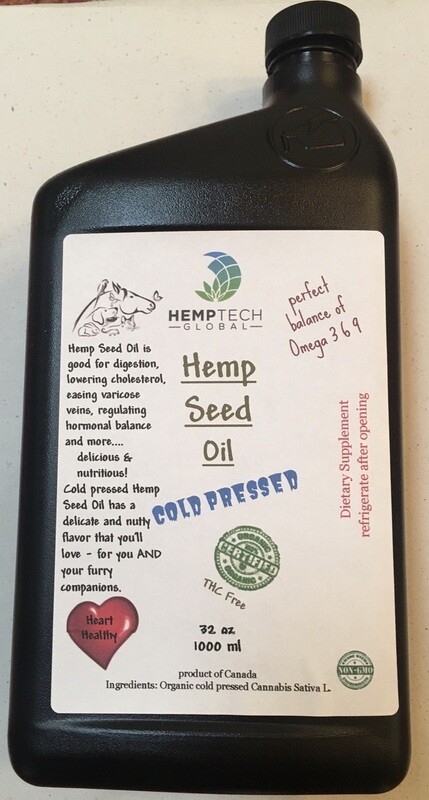 HEMPTECH
GLOBAL
perfect
balance of
Omega 3 6 9
Hemp Seed Oil is
good for digestion,
lowering cholesterol,
easing varicose
veins, regulating
hormonal balance
and more....
delicious &
nutritious!
Cold pressed Hemp
Seed Oil has a
delicate and nutty
flavor that you'll
love - for you AND
your furry
companions.
Hemp
Seed
Oil
COLD PRESSED
Dietary Supplement
refrigerate after opening
ORGANIC
CERTIFIED
ORGANIC
THC Free
Heart
Healthy
32 oz
1000 ml
NON-GMO
product of Canada
Ingredients: Organic cold pressed Cannabis Sativa L.